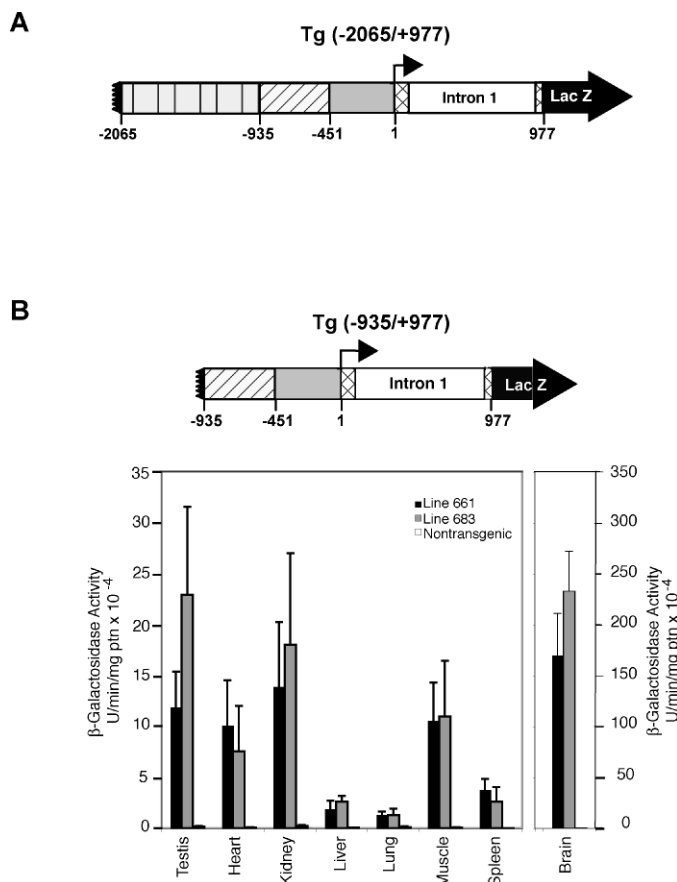 A
Tg (-2065/+977)
Intron 1
Lac Z
-2065
-935
-451
1
977
B
Tg (-935/+977)
Intron 1
Lac Z
-935
-451
1
977
β-Galactosidase Activity
U/min/mg ptn x 10-4
35
30
25
20
15
10
5
0
Line 661
Line 683
Nontransgenic
Testis
Heart
Kidney
Liver
Lung
Muscle
Spleen
Brain
350
300
250
200
150
100
50
0
β-Galactosidase Activity
U/min/mg ptn x 10-4